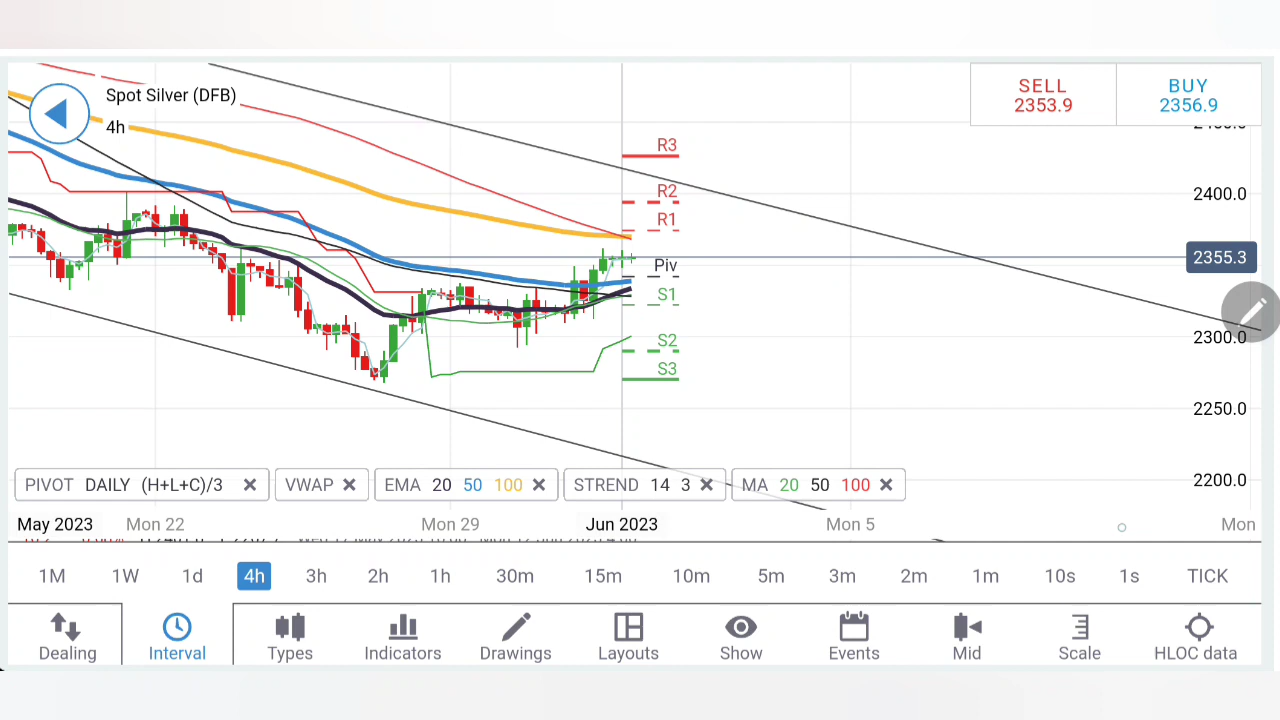 Spot Silver (DFB)
4h
SELL
2353.9
BUY
2356.9
R3
R2
R1
Piv
S1
S2
S3
2400.0
2355.3
2300.0
2250.0
2200.0
PIVOT DAILY (H+L+C)/3
VWAP
EMA 20 50 100
STREND 14 3
MA 20 50 100
May 2023 Mon 22 Mon 29 Jun 2023 Mon 5 Mon
1M 1W 1d 4h 3h 2h 1h 30m 15m 10m 5m 3m 2m 1m 10s 1s TICK
Dealing Interval Types Indicators Drawings Layouts Show Events Mid Scale HLOC data